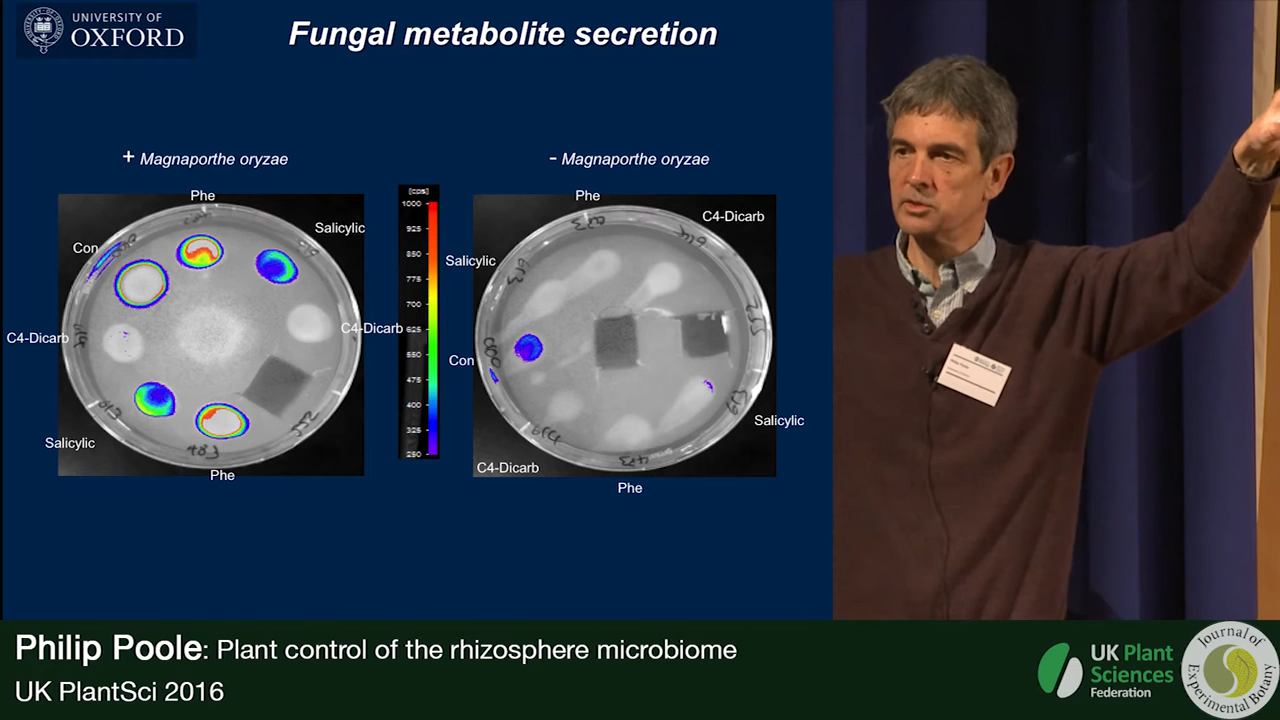 UNIVERSITY OF
OXFORD
Fungal metabolite secretion
+ Magnaporthe oryzae
- Magnaporthe oryzae
Phe
Salicylic
Con
C4-Dicarb
C4-Dicarb
Salicylic
Phe
[cps]
1000
925
850
775
700
625
550
475
400
325
250
Phe
C4-Dicarb
Salicylic
Con
Salicylic
C4-Dicarb
Phe
Philip Poole: Plant control of the rhizosphere microbiome
UK PlantSci 2016
UK Plant
Sciences
Federation
Journal of
Experimental Botany